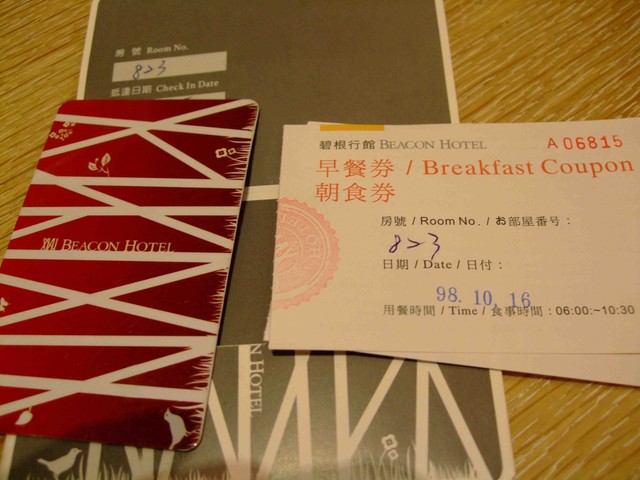 房號 Room No.
823
抵達日期 Check In Date
BEACON HOTEL
碧根行館 BEACON HOTEL
A06815
早餐券 / Breakfast Coupon
朝食券
房號 / Room No. / お部屋番号：
823
日期 / Date / 日付：
98.10.16
用餐時間 / Time / 食事時間：06:00:~10:30
N HOTEL